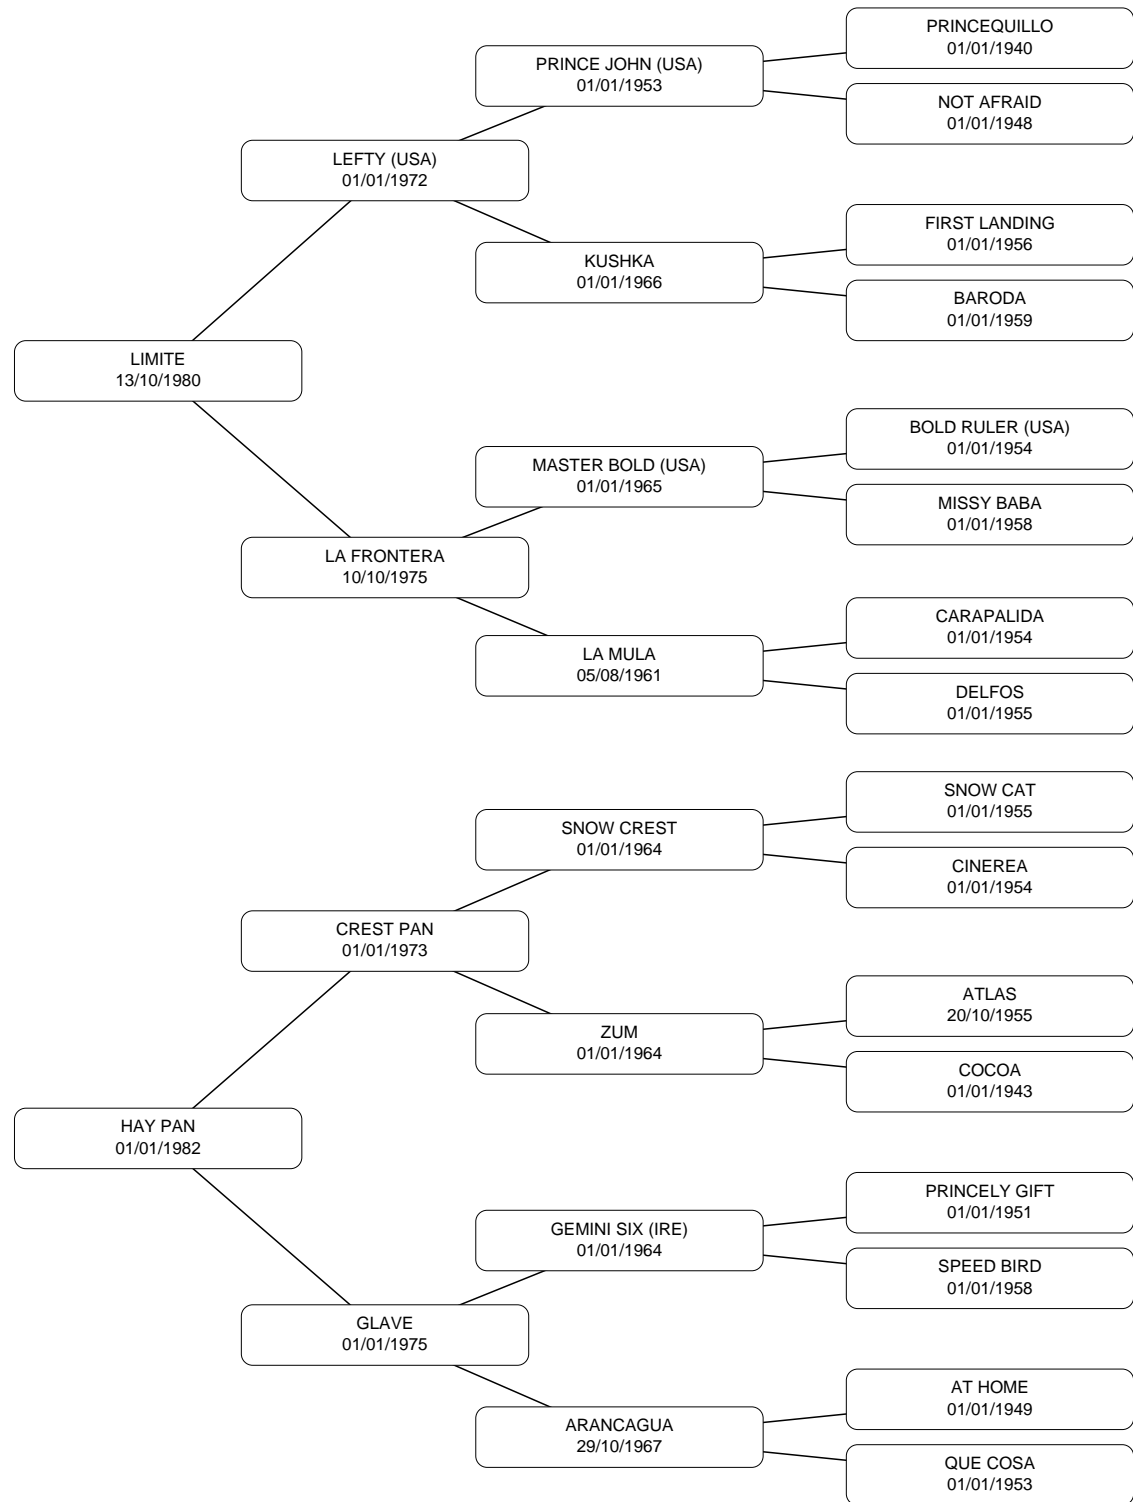 PRINCEQUILLO
01/01/1940
PRINCE JOHN (USA)
01/01/1953
NOT AFRAID
01/01/1948
LEFTY (USA)
01/01/1972
FIRST LANDING
01/01/1956
KUSHKA
01/01/1966
BARODA
01/01/1959
LIMITE
13/10/1980
BOLD RULER (USA)
01/01/1954
MASTER BOLD (USA)
01/01/1965
MISSY BABA
01/01/1958
LA FRONTERA
10/10/1975
CARAPALIDA
01/01/1954
LA MULA
05/08/1961
DELFOS
01/01/1955
SNOW CAT
01/01/1955
SNOW CREST
01/01/1964
CINEREA
01/01/1954
CREST PAN
01/01/1973
ATLAS
20/10/1955
ZUM
01/01/1964
COCOA
01/01/1943
HAY PAN
01/01/1982
PRINCELY GIFT
01/01/1951
GEMINI SIX (IRE)
01/01/1964
SPEED BIRD
01/01/1958
GLAVE
01/01/1975
AT HOME
01/01/1949
ARANCAGUA
29/10/1967
QUE COSA
01/01/1953